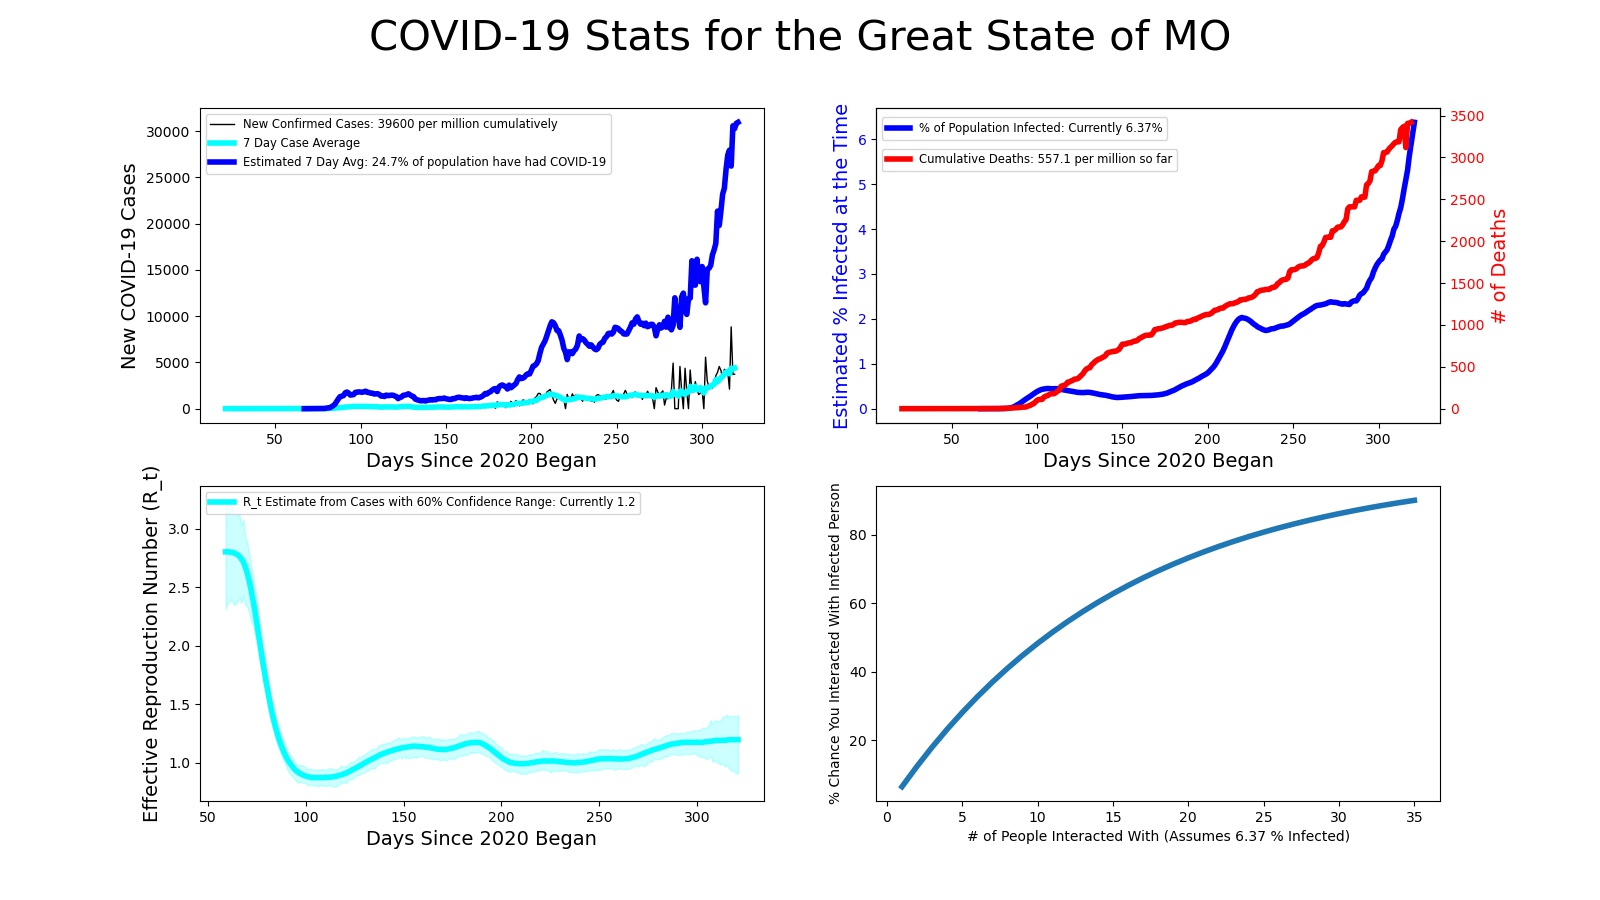 COVID-19 Stats for the Great State of MO
New COVID-19 Cases
30000
25000
20000
15000
10000
5000
0
New Confirmed Cases: 39600 per million cumulatively
7 Day Case Average
Estimated 7 Day Avg: 24.7% of population have had COVID-19
50 100 150 200 250 300
Days Since 2020 Began
Estimated % Infected at the Time
6
5
4
3
2
1
0
% of Population Infected: Currently 6.37%
Cumulative Deaths: 557.1 per million so far
3500
3000
2500
2000
1500
1000
500
0
# of Deaths
50 100 150 200 250 300
Days Since 2020 Began
Effective Reproduction Number (R_t)
3.0
2.5
2.0
1.5
1.0
R_t Estimate from Cases with 60% Confidence Range: Currently 1.2
50 100 150 200 250 300
Days Since 2020 Began
% Chance You Interacted With Infected Person
80
60
40
20
0 5 10 15 20 25 30 35
# of People Interacted With (Assumes 6.37 % Infected)